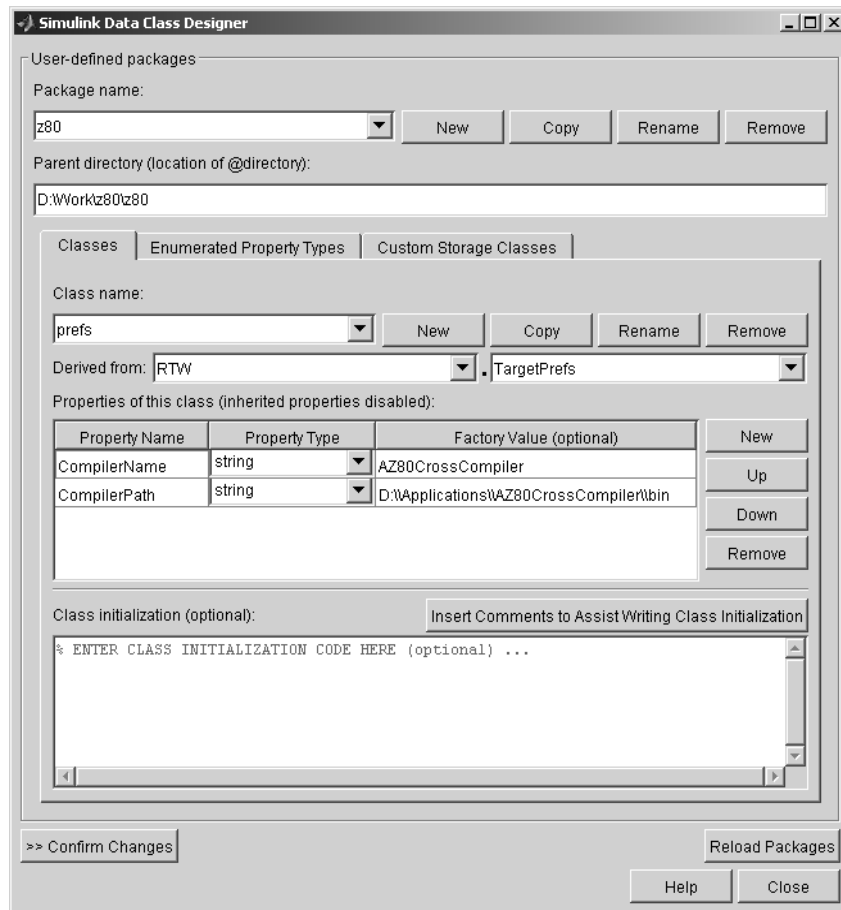 Simulink Data Class Designer
User-defined packages
Package name:
z80 New Copy Rename Remove
Parent directory (location of @directory):
D:\Work\z80\z80
Classes Enumerated Property Types Custom Storage Classes
Class name:
prefs New Copy Rename Remove
Derived from: RTW . TargetPrefs
Properties of this class (inherited properties disabled):
Property Name Property Type Factory Value (optional) New
CompilerName string AZ80CrossCompiler
Up
CompilerPath string D:\\Applications\\AZ80CrossCompiler\\bin
Down
Remove
Class initialization (optional): Insert Comments to Assist Writing Class Initialization
% ENTER CLASS INITIALIZATION CODE HERE (optional) ...
>> Confirm Changes Reload Packages
Help Close